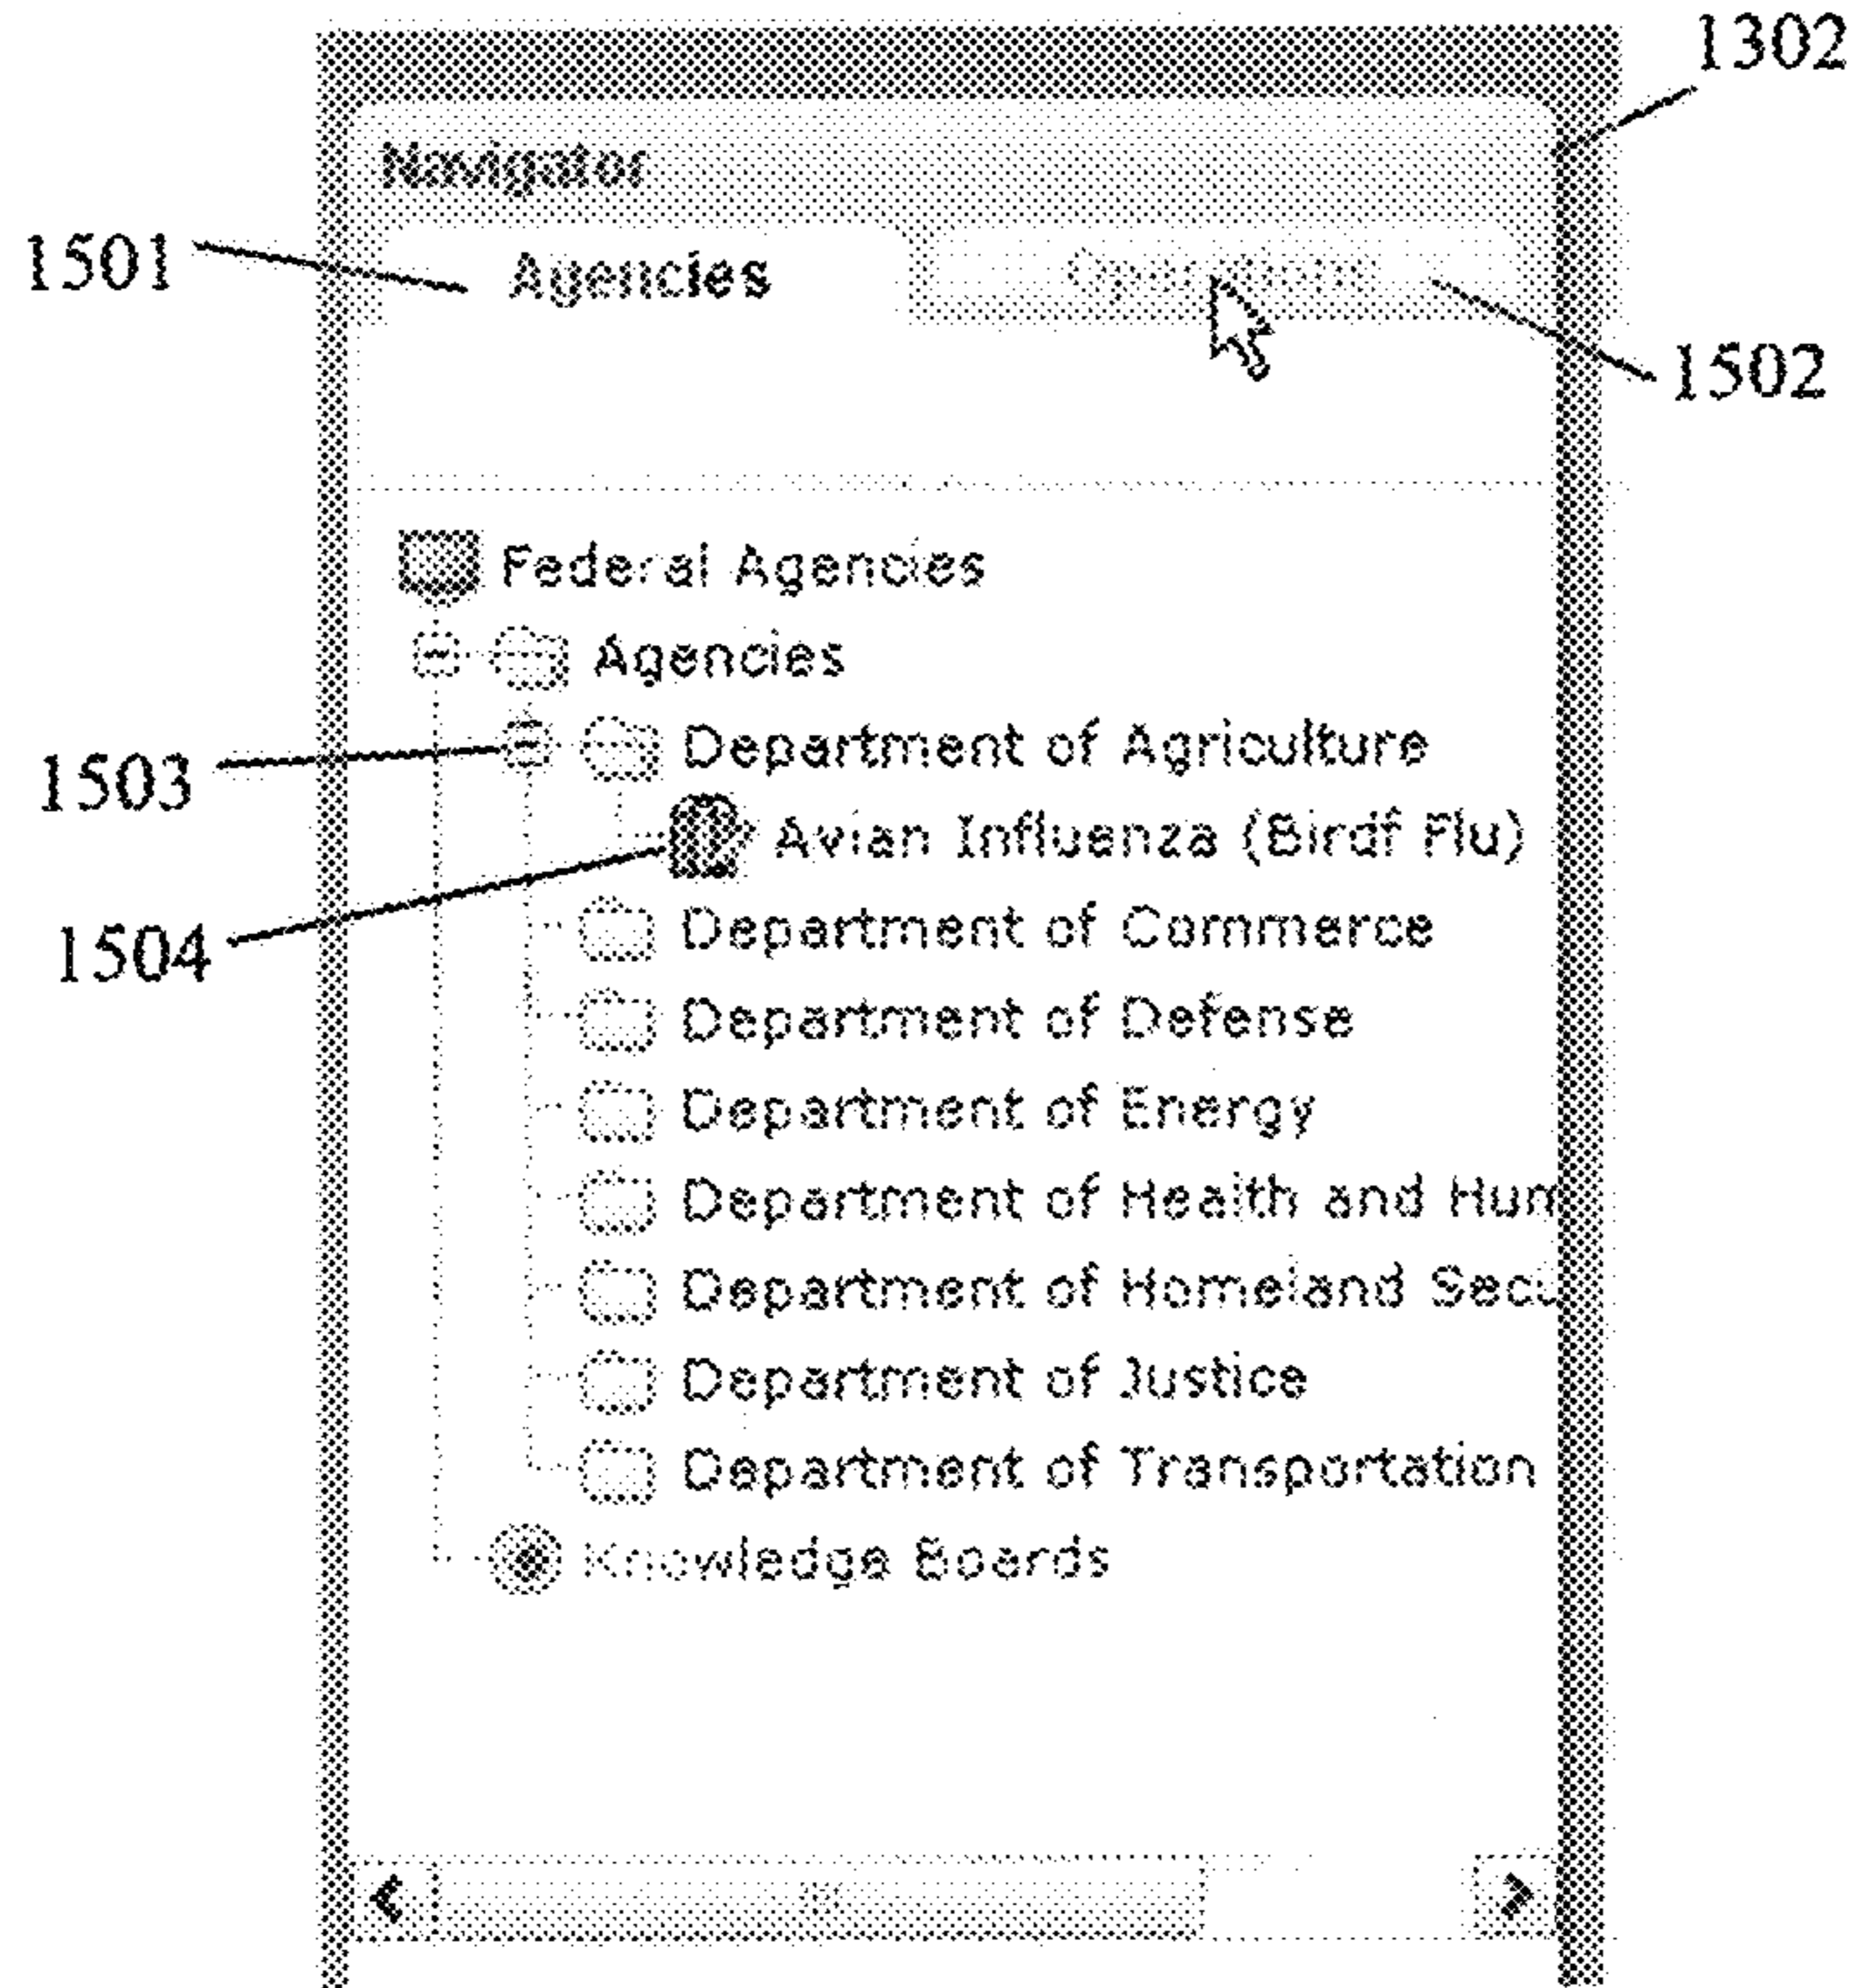 1302
Navigator
1501
Agencies
Operations
1502
Federal Agencies
Agencies
1503
Department of Agriculture
Avian Influenza (Birdf Flu)
1504
Department of Commerce
Department of Defense
Department of Energy
Department of Health and Hum
Department of Homeland Secu
Department of Justice
Department of Transportation
Knowledge Boards